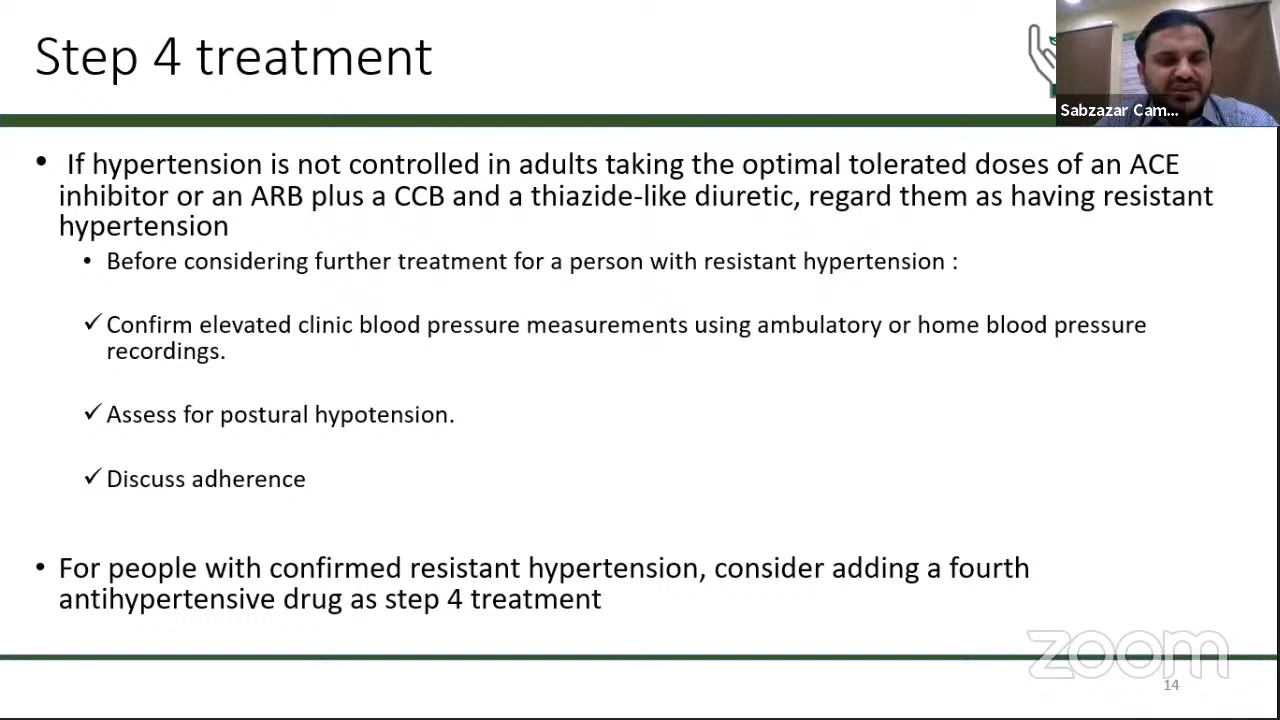 Step 4 treatment
Sabzazar Cam...
• If hypertension is not controlled in adults taking the optimal tolerated doses of an ACE
inhibitor or an ARB plus a CCB and a thiazide-like diuretic, regard them as having resistant
hypertension
• Before considering further treatment for a person with resistant hypertension :
✓ Confirm elevated clinic blood pressure measurements using ambulatory or home blood pressure
recordings.
✓ Assess for postural hypotension.
✓ Discuss adherence
• For people with confirmed resistant hypertension, consider adding a fourth
antihypertensive drug as step 4 treatment
zoom
14